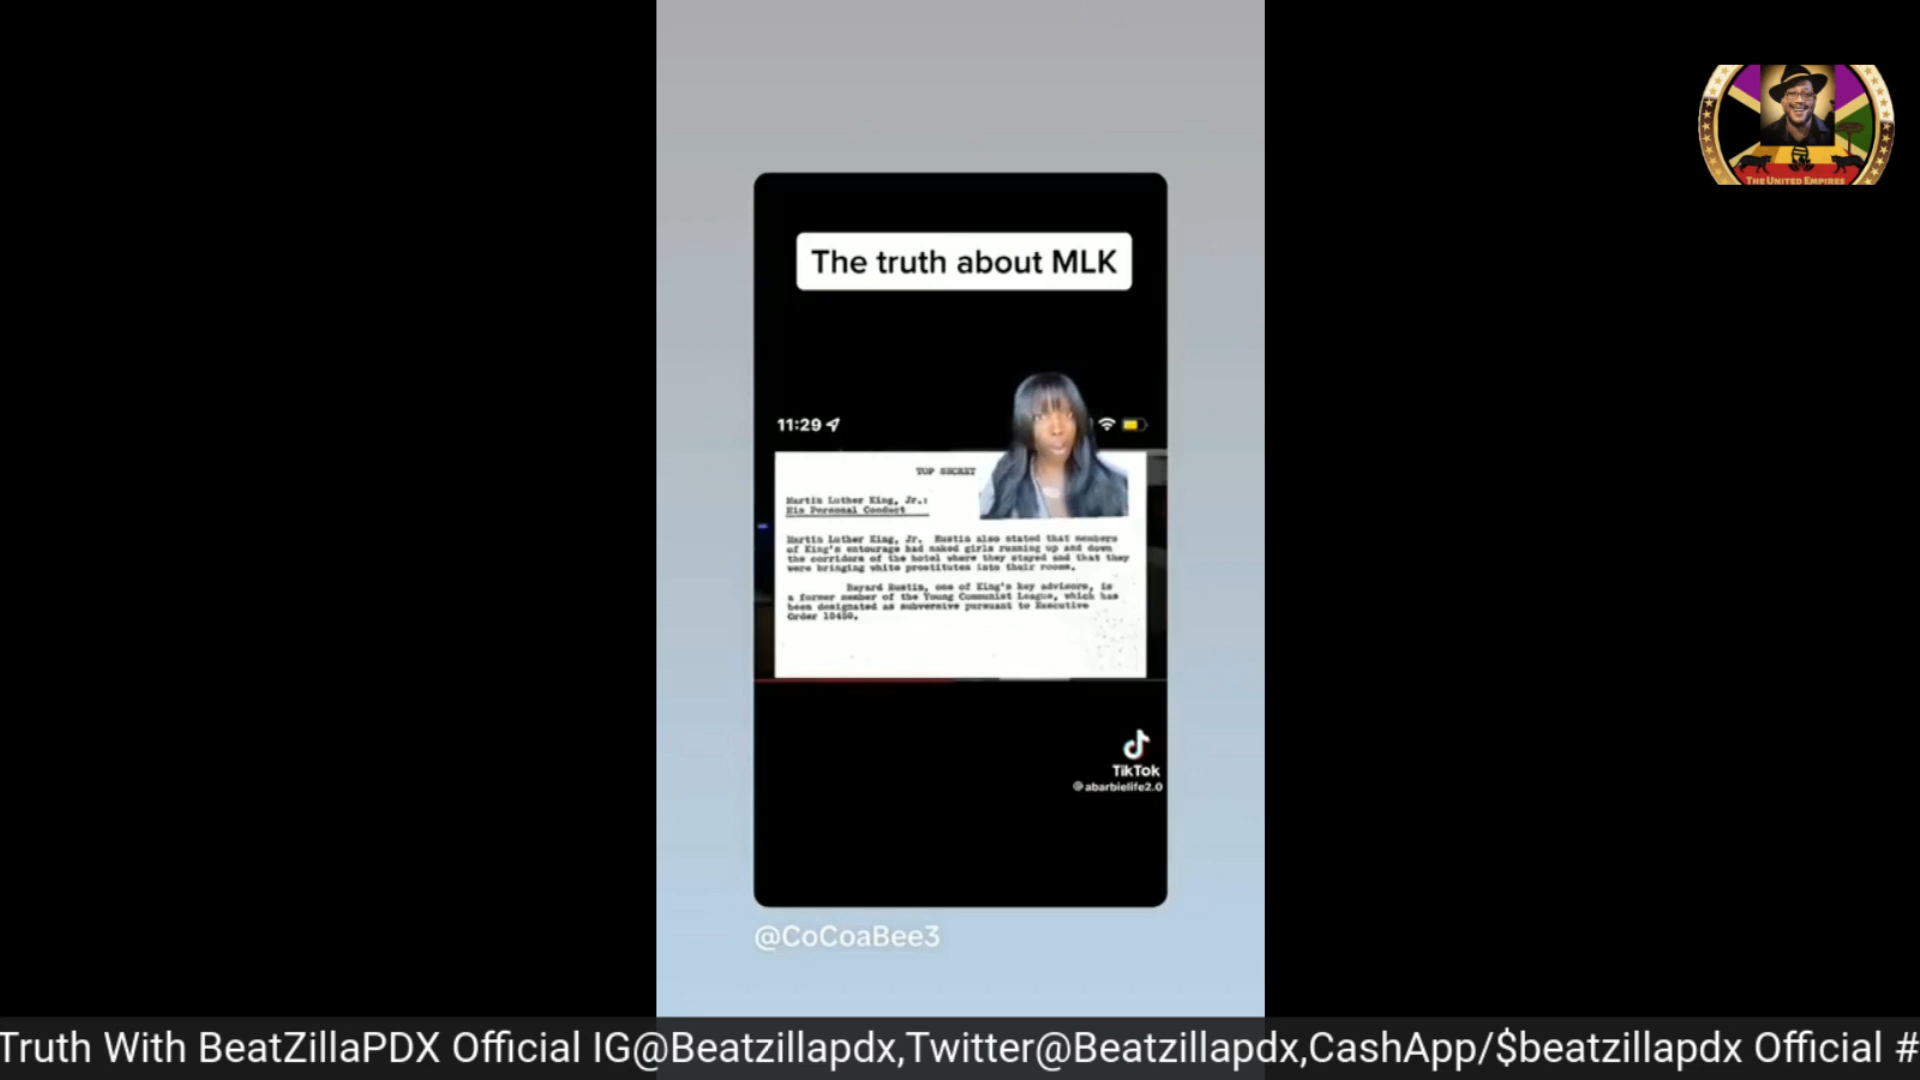 The truth about MLK
11:29
TOP SECRET
Martin Luther King, Jr.:
His Personal Conduct
Martin Luther King, Jr. Rustin also stated that members
of King's entourage had naked girls running up and down
the corridors of the hotel where they stayed and that they
were bringing white prostitutes into their rooms.
Bayard Rustin, one of King's key advisors, is
a former member of the Young Communist League, which has
been designated as subversive pursuant to Executive
Order 10450.
TikTok
@abarbielife2.0
@CoCoaBee3
THE UNITED EMPIRES
Truth With BeatZillaPDX Official IG@Beatzillapdx,Twitter@Beatzillapdx,CashApp/$beatzillapdx Official #